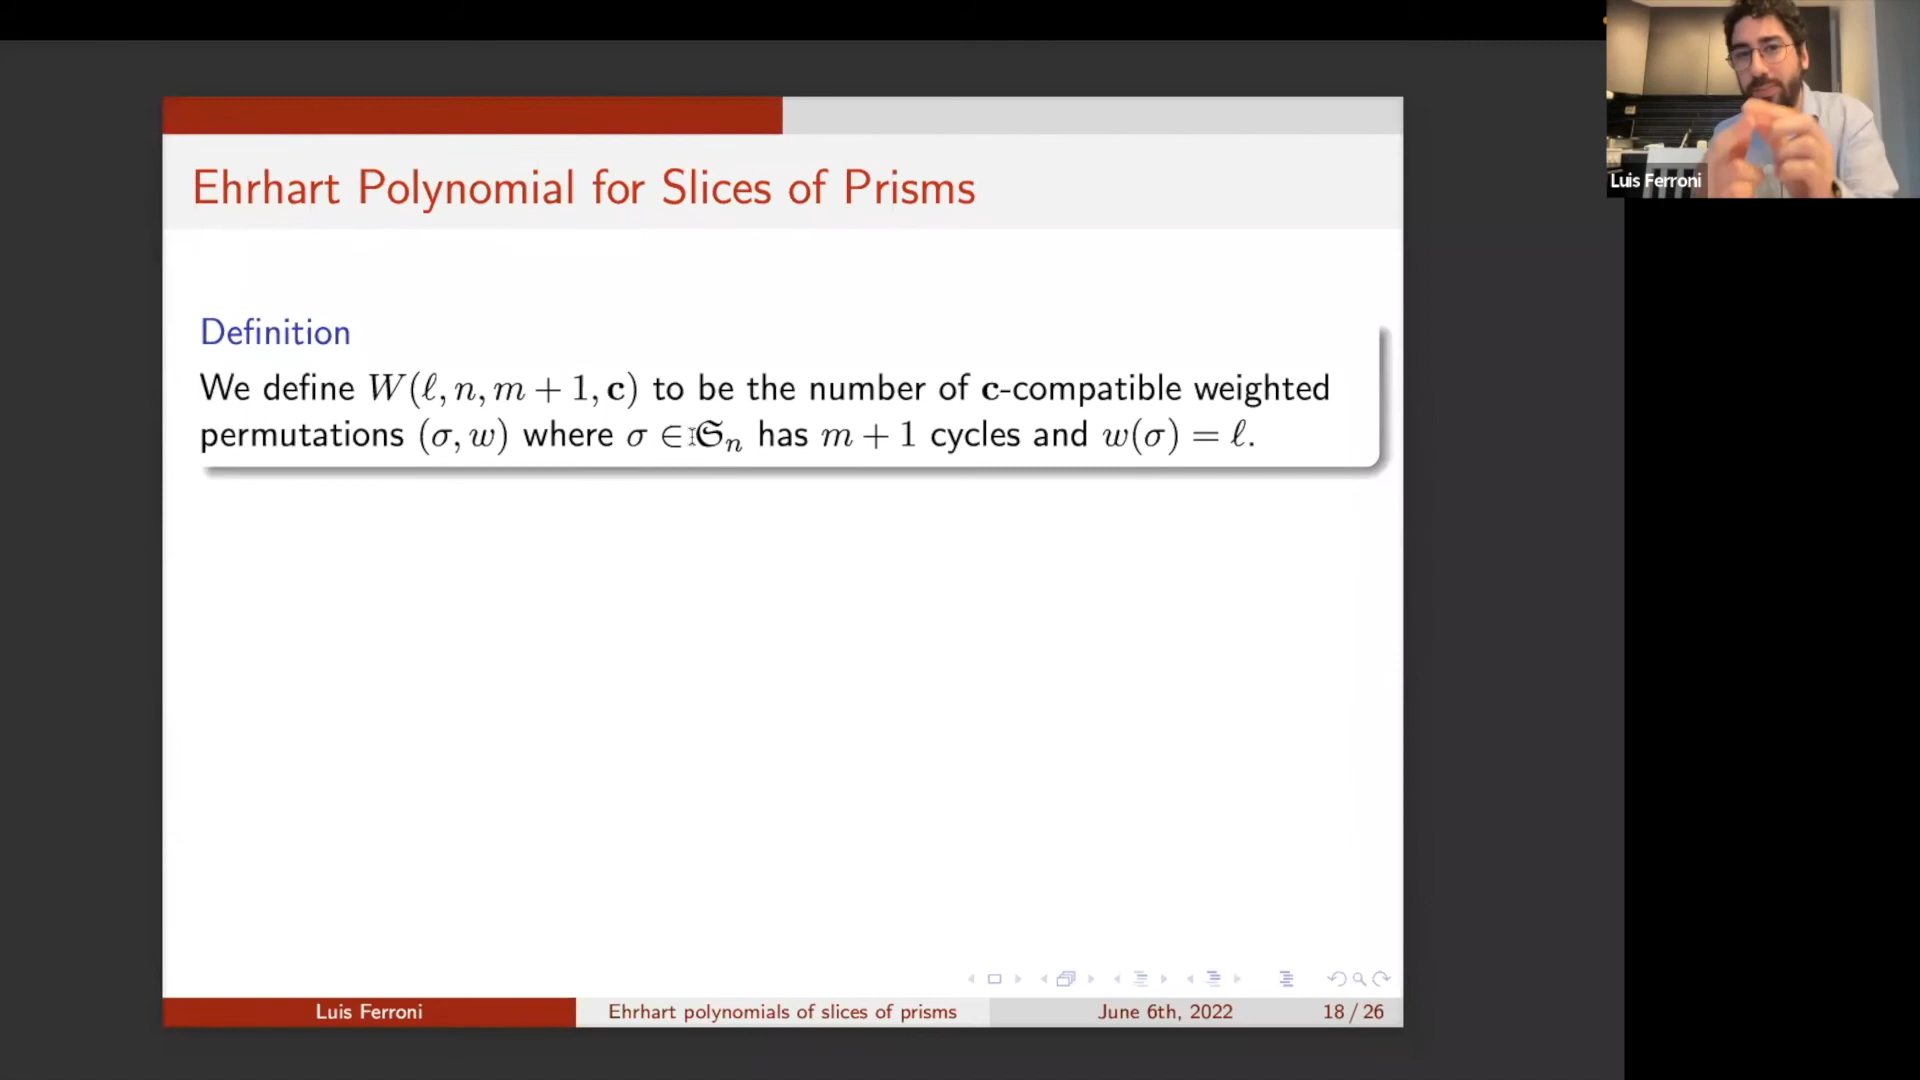 Ehrhart Polynomial for Slices of Prisms
Luis Ferroni
Definition
We define W(ℓ, n, m + 1, c) to be the number of c-compatible weighted
permutations (σ, w) where σ ∈ 𝔖ₙ has m + 1 cycles and w(σ) = ℓ.
Luis Ferroni
Ehrhart polynomials of slices of prisms
June 6th, 2022
18 / 26